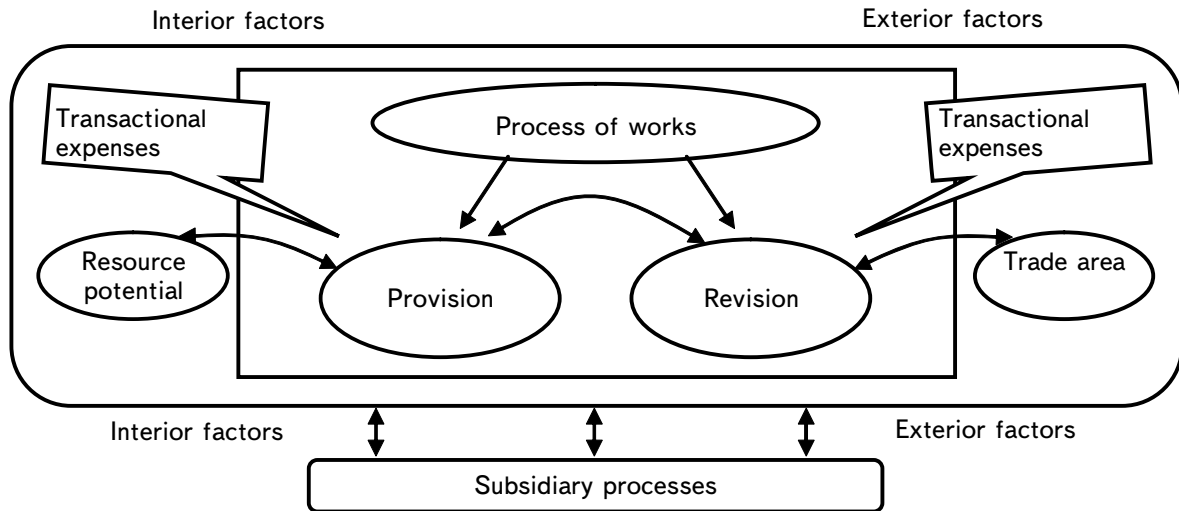 Interior factors
Exterior factors
Transactional
expenses
Process of works
Transactional
expenses
Resource
potential
Provision
Revision
Trade area
Interior factors
Exterior factors
Subsidiary processes